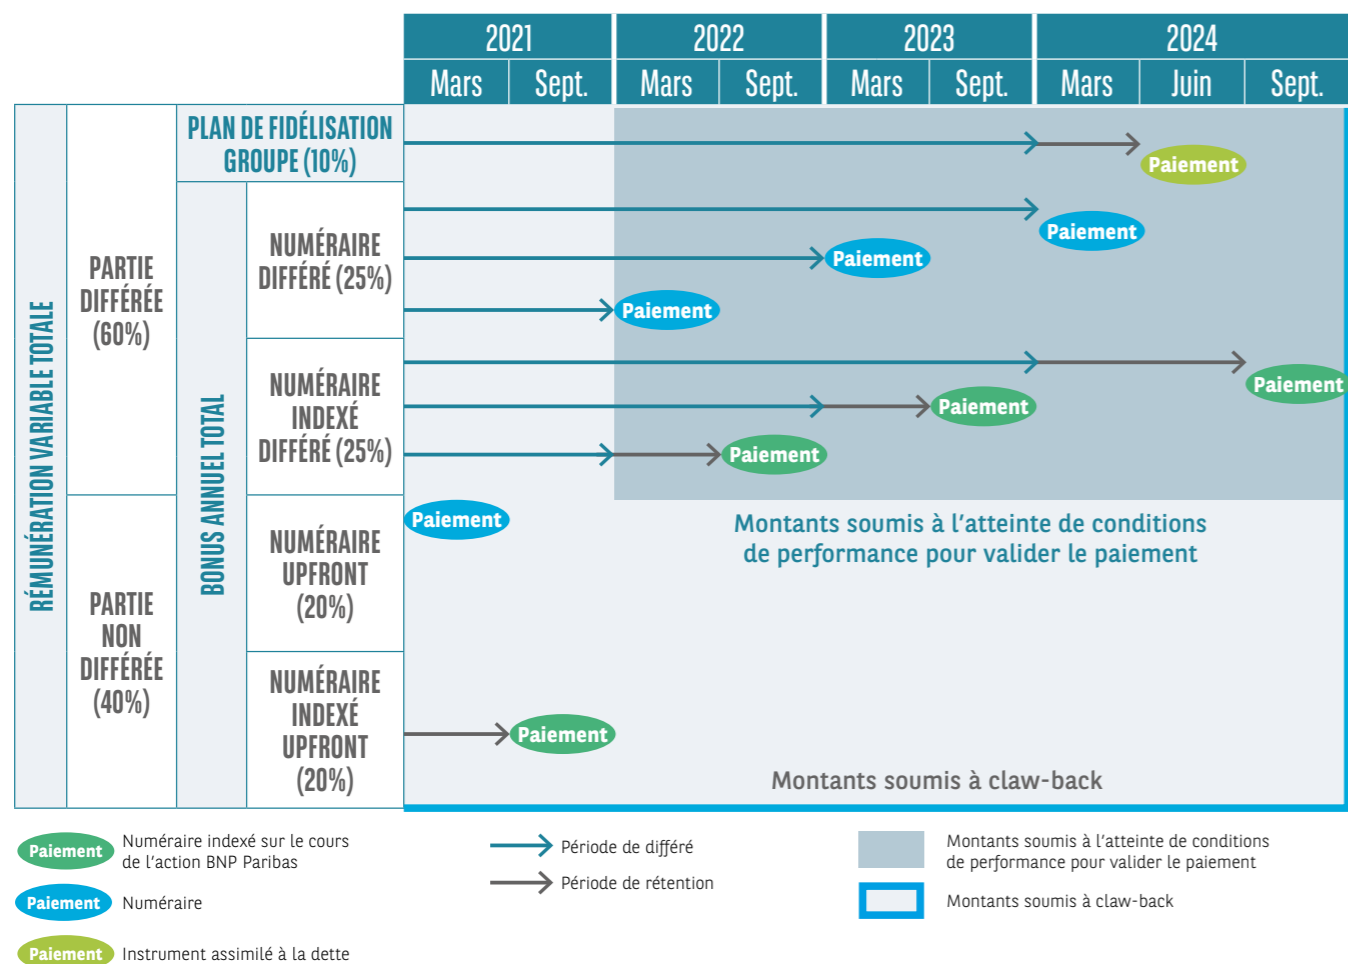 2021
2022
2023
2024
Mars
Sept.
Mars
Sept.
Mars
Sept.
Mars
Juin
Sept.
RÉMUNÉRATION VARIABLE TOTALE
PARTIE
DIFFÉRÉE
(60%)
PLAN DE FIDÉLISATION
GROUPE (10%)
Paiement
BONUS ANNUEL TOTAL
NUMÉRAIRE
DIFFÉRÉ (25%)
Paiement
Paiement
Paiement
NUMÉRAIRE
INDEXÉ
DIFFÉRÉ (25%)
Paiement
Paiement
Paiement
PARTIE
NON
DIFFÉRÉE
(40%)
NUMÉRAIRE
UPFRONT
(20%)
Paiement
Montants soumis à l'atteinte de conditions
de performance pour valider le paiement
NUMÉRAIRE
INDEXÉ
UPFRONT
(20%)
Paiement
Montants soumis à claw-back
Paiement
Numéraire indexé sur le cours
de l'action BNP Paribas
Paiement
Numéraire
Paiement
Instrument assimilé à la dette
Période de différé
Période de rétention
Montants soumis à l'atteinte de conditions
de performance pour valider le paiement
Montants soumis à claw-back